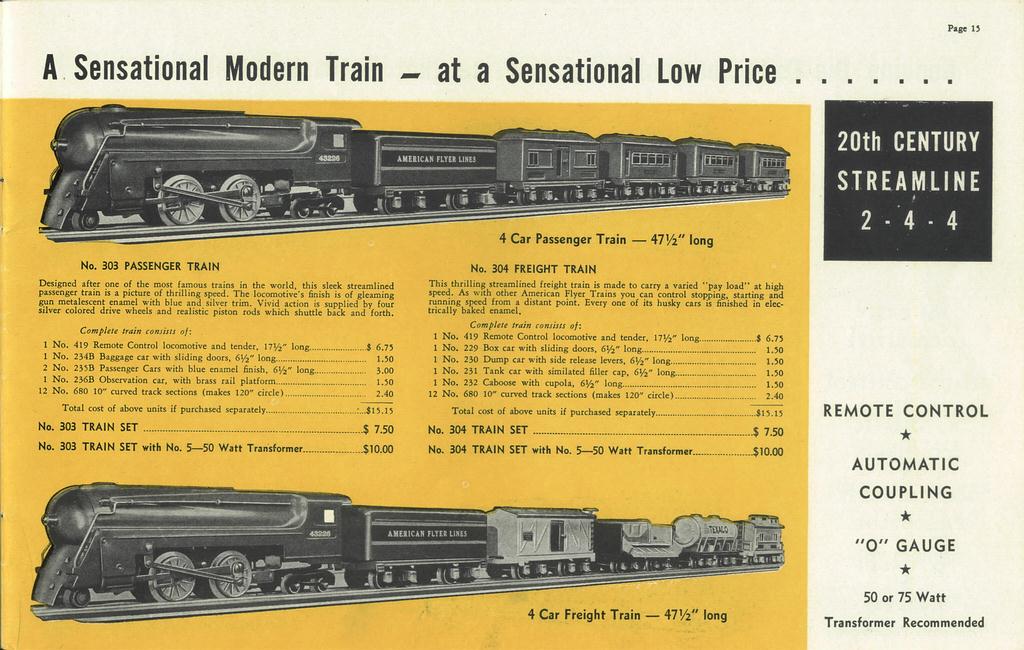 Page 15
A Sensational Modern Train — at a Sensational Low Price . . . . . . .
20th CENTURY
STREAMLINE
2 - 4 - 4
43226
AMERICAN FLYER LINES
4 Car Passenger Train — 47½" long
No. 303 PASSENGER TRAIN
Designed after one of the most famous trains in the world, this sleek streamlined
passenger train is a picture of thrilling speed. The locomotive's finish is of gleaming
gun metalescent enamel with blue and silver trim. Vivid action is supplied by four
silver colored drive wheels and realistic piston rods which shuttle back and forth.
Complete train consists of:
1 No. 419 Remote Control locomotive and tender, 17½" long..................$ 6.75
1 No. 234B Baggage car with sliding doors, 6½" long............................ 1.50
2 No. 235B Passenger Cars with blue enamel finish, 6½" long................ 3.00
1 No. 236B Observation car, with brass rail platform............................. 1.50
12 No. 680 10" curved track sections (makes 120" circle)......................... 2.40
Total cost of above units if purchased separately...........................$15.15
No. 303 TRAIN SET ..................................................................$ 7.50
No. 303 TRAIN SET with No. 5—50 Watt Transformer..................$10.00
No. 304 FREIGHT TRAIN
This thrilling streamlined freight train is made to carry a varied "pay load" at high
speed. As with other American Flyer Trains you can control stopping, starting and
running speed from a distant point. Every one of its husky cars is finished in elec-
trically baked enamel.
Complete train consists of:
1 No. 419 Remote Control locomotive and tender, 17½" long..................$ 6.75
1 No. 229 Box car with sliding doors, 6½" long................................... 1.50
1 No. 230 Dump car with side release levers, 6½" long......................... 1.50
1 No. 231 Tank car with similated filler cap, 6½" long......................... 1.50
1 No. 232 Caboose with cupola, 6½" long......................................... 1.50
12 No. 680 10" curved track sections (makes 120" circle)......................... 2.40
Total cost of above units if purchased separately...........................$15.15
No. 304 TRAIN SET ..................................................................$ 7.50
No. 304 TRAIN SET with No. 5—50 Watt Transformer..................$10.00
REMOTE CONTROL
★
AUTOMATIC
COUPLING
★
"O" GAUGE
★
50 or 75 Watt
Transformer Recommended
43226
AMERICAN FLYER LINES
TEXACO
4 Car Freight Train — 47½" long